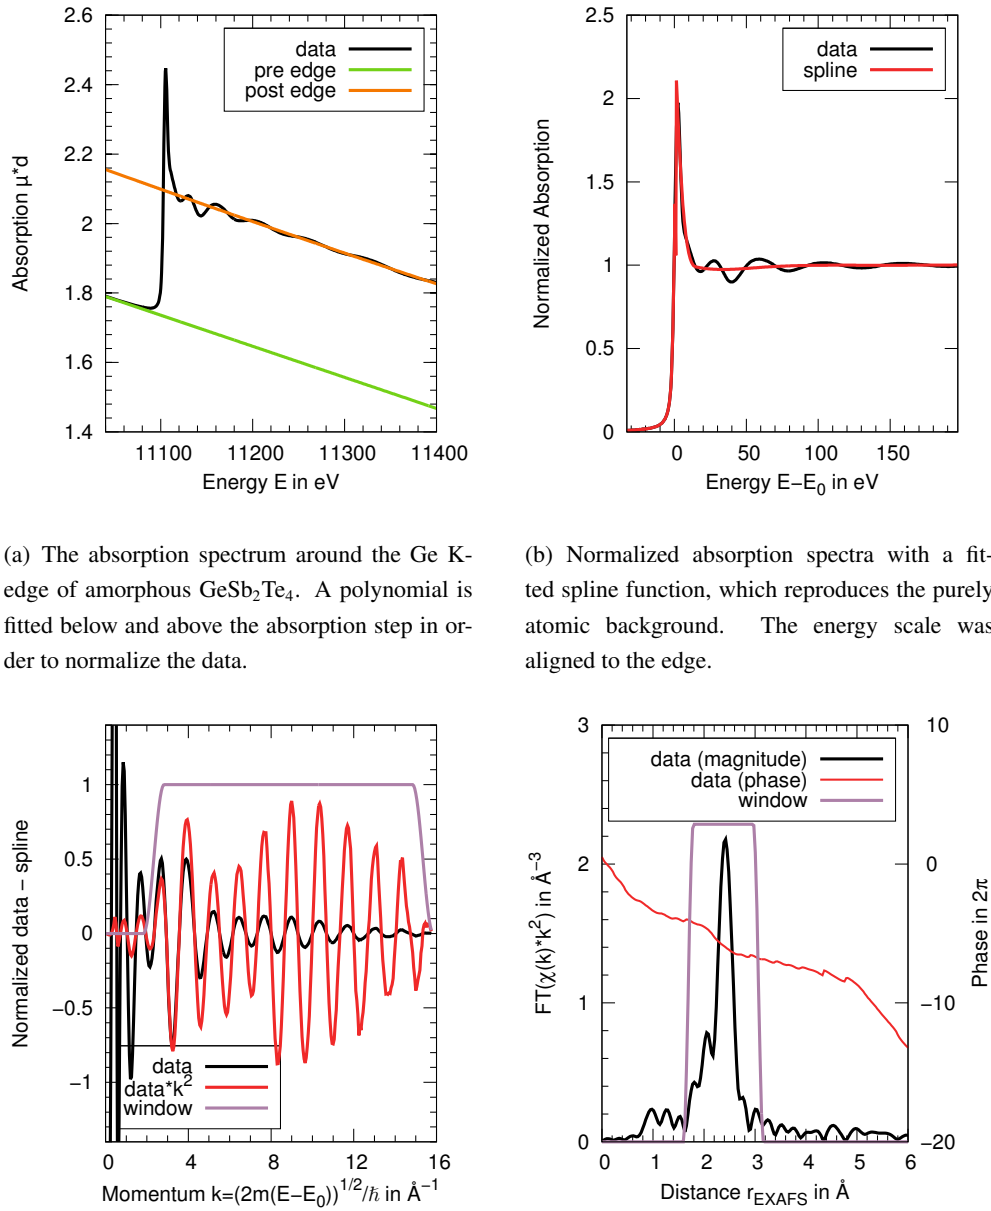 2.6
2.4
2.2
2
1.8
1.6
1.4
Absorption μ*d
data
pre edge
post edge
11100 11200 11300 11400
Energy E in eV
2.5
2
1.5
1
0.5
0
Normalized Absorption
data
spline
0 50 100 150
Energy E−E0 in eV
(a) The absorption spectrum around the Ge K-
edge of amorphous GeSb2Te4. A polynomial is
fitted below and above the absorption step in or-
der to normalize the data.
(b) Normalized absorption spectra with a fit-
ted spline function, which reproduces the purely
atomic background. The energy scale was
aligned to the edge.
1
0.5
0
−0.5
−1
Normalized data − spline
data
data*k²
window
0 4 8 12 16
Momentum k=(2m(E−E0))^1/2/ħ in Å⁻¹
3
2
1
0
FT(χ(k)*k²) in Å⁻³
data (magnitude)
data (phase)
window
10
0
−10
−20
Phase in 2π
0 1 2 3 4 5 6
Distance rEXAFS in Å